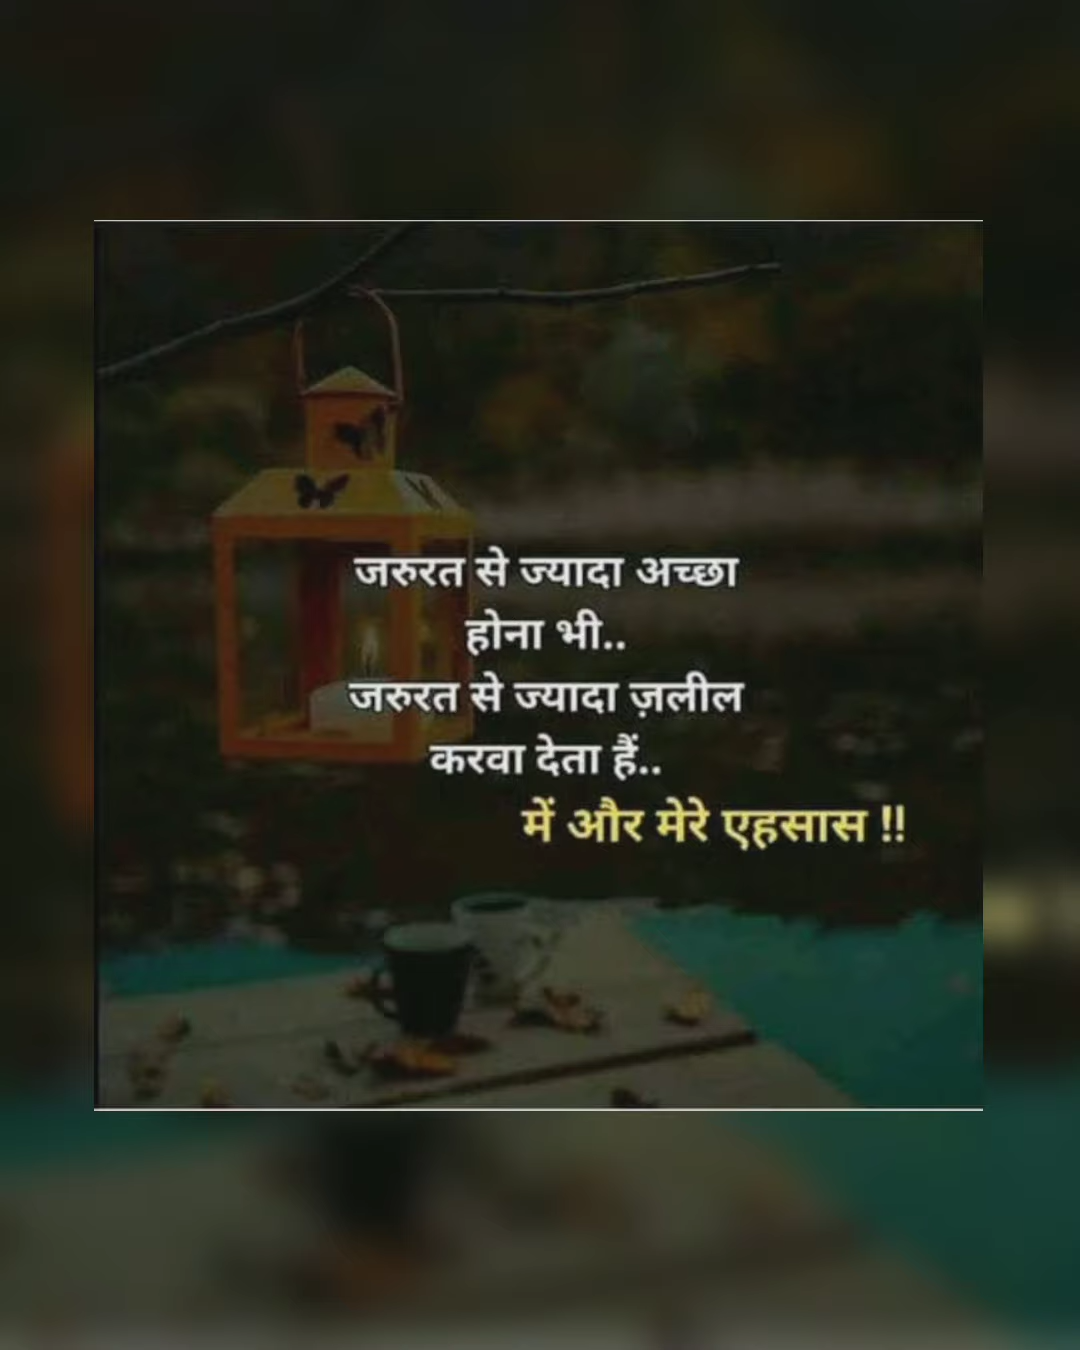 जरुरत से ज्यादा अच्छा
होना भी..
जरुरत से ज्यादा ज़लील
करवा देता हैं..
में और मेरे एहसास !!